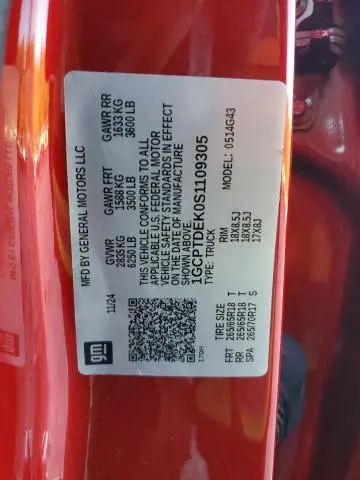 MFD BY GENERAL MOTORS LLC
11/24
GVWR GAWR FRT GAWR RR
2835 KG 1588 KG 1633 KG
6250 LB 3500 LB 3600 LB
THIS VEHICLE CONFORMS TO ALL
APPLICABLE U.S. FEDERAL MOTOR
VEHICLE SAFETY STANDARDS IN EFFECT
ON THE DATE OF MANUFACTURE
SHOWN ABOVE.
1GCPTDEK0S1109305
TYPE: TRUCK
MODEL: 0514G43
gm
TIRE SIZE RIM
FRT 265/65R18 T 18X8.5J
RR 265/65R18 T 18X8.5J
SPA 265/70R17 S 17X8J